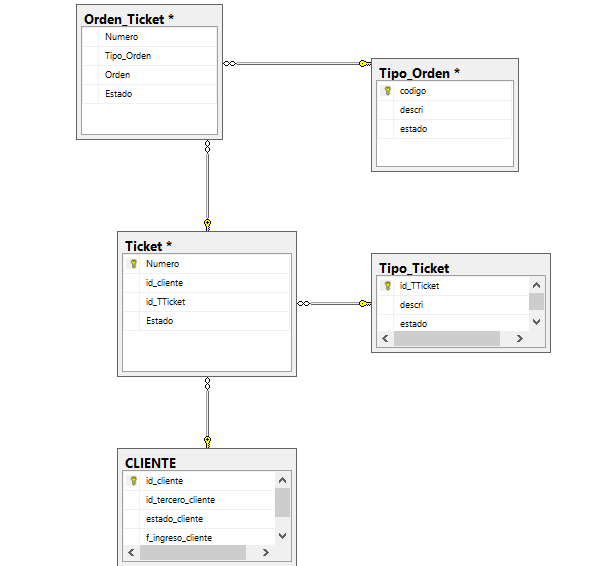 Orden_Ticket *
Numero
Tipo_Orden
Orden
Estado
Tipo_Orden *
codigo
descri
estado
Ticket *
Numero
id_cliente
id_TTicket
Estado
Tipo_Ticket
id_TTicket
descri
estado
CLIENTE
id_cliente
id_tercero_cliente
estado_cliente
f_ingreso_cliente